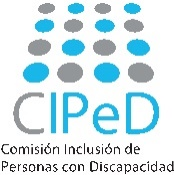 CIPeD
Comisión Inclusión de
Personas con Discapacidad